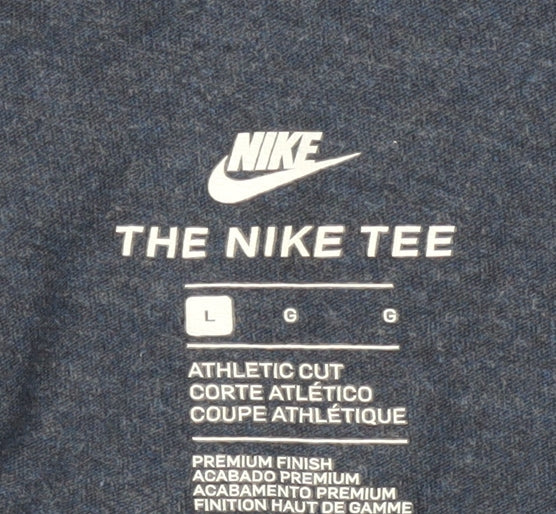 NIKE
THE NIKE TEE
L G G
ATHLETIC CUT
CORTE ATLÉTICO
COUPE ATHLÉTIQUE
PREMIUM FINISH
ACABADO PREMIUM
ACABAMENTO PREMIUM
FINITION HAUT DE GAMME